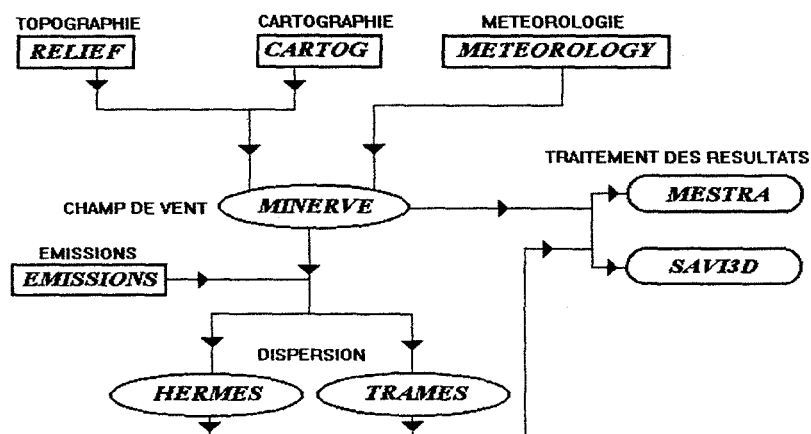 TOPOGRAPHIE
CARTOGRAPHIE
METEOROLOGIE
RELIEF
CARTOG
METEOROLOGY
TRAITEMENT DES RESULTATS
MESTRA
CHAMP DE VENT
MINERVE
EMISSIONS
EMISSIONS
SAVI3D
DISPERSION
HERMES
TRAMES